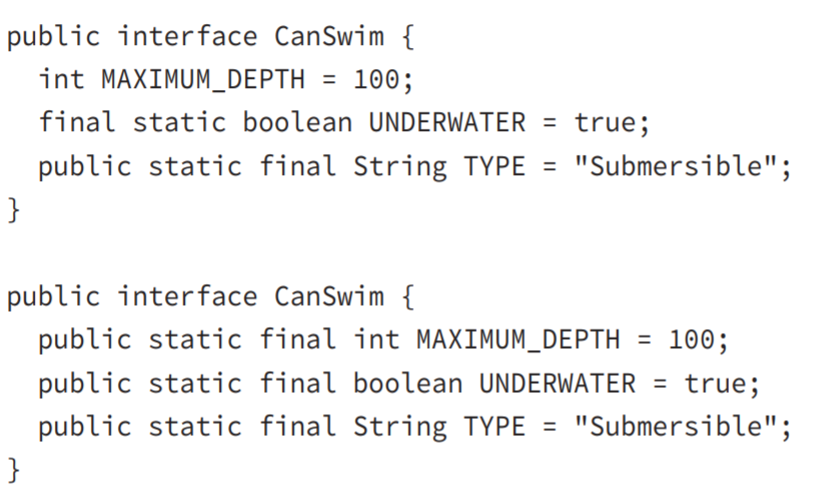 public interface CanSwim {
  int MAXIMUM_DEPTH = 100;
  final static boolean UNDERWATER = true;
  public static final String TYPE = "Submersible";
}

public interface CanSwim {
  public static final int MAXIMUM_DEPTH = 100;
  public static final boolean UNDERWATER = true;
  public static final String TYPE = "Submersible";
}